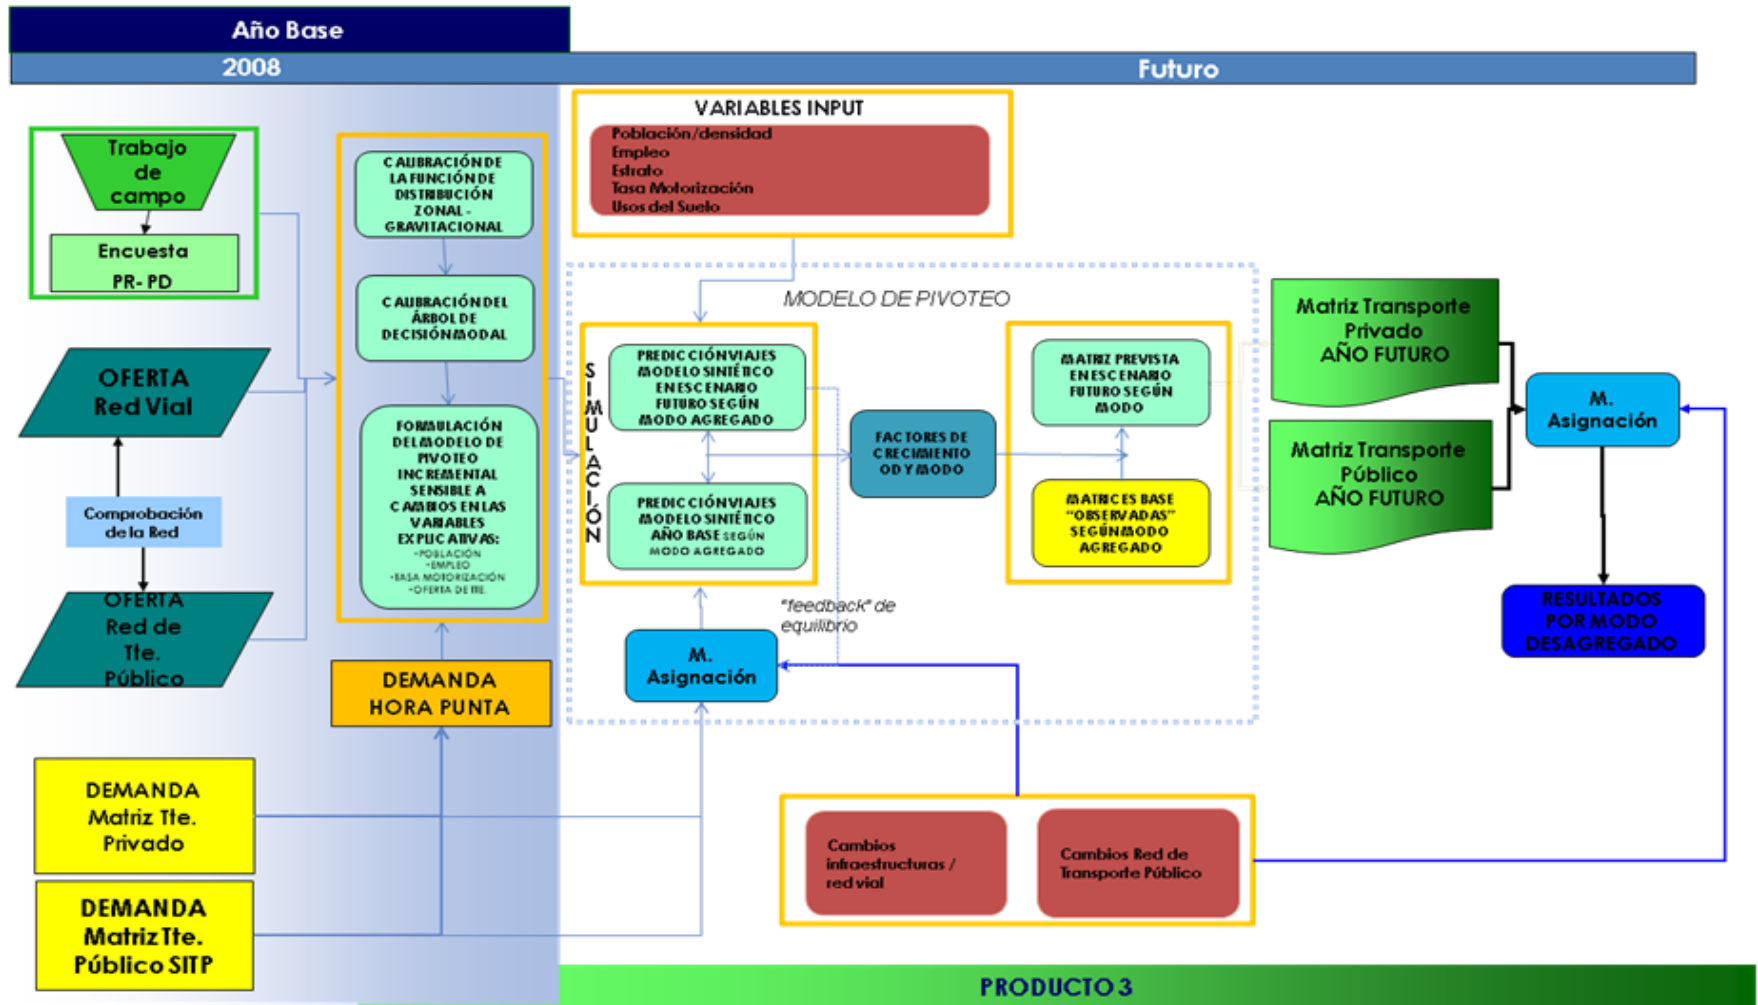 Año Base
2008
Futuro
Trabajo
de
campo
Encuesta
PR- PD
OFERTA
Red Vial
Comprobación
de la Red
OFERTA
Red de
Tte.
Público
DEMANDA
Matriz Tte.
Privado
DEMANDA
Matriz Tte.
Público SITP
CALIBRACIÓN DE
LA FUNCIÓN DE
DISTRIBUCIÓN
ZONAL -
GRAVITACIONAL
CALIBRACIÓN DEL
ÁRBOL DE
DECISIÓN MODAL
FORMULACIÓN
DEL MODELO DE
PIVOTEO
INCREMENTAL
SENSIBLE A
CAMBIOS EN LAS
VARIABLES
EXPLICATIVAS:
•POBLACIÓN
•EMPLEO
•TASA MOTORIZACIÓN
•OFERTA DE TTE.
DEMANDA
HORA PUNTA
VARIABLES INPUT
Población/densidad
Empleo
Estrato
Tasa Motorización
Usos del Suelo
MODELO DE PIVOTEO
SIMULACIÓN
PREDICCIÓN VIAJES
MODELO SINTÉTICO
EN ESCENARIO
FUTURO SEGÚN
MODO AGREGADO
PREDICCIÓN VIAJES
MODELO SINTÉTICO
AÑO BASE SEGÚN
MODO AGREGADO
FACTORES DE
CRECIMIENTO
OD Y MODO
MATRIZ PREVISTA
EN ESCENARIO
FUTURO SEGÚN
MODO
MATRICES BASE
“OBSERVADAS”
SEGÚN MODO
AGREGADO
"feedback" de
equilibrio
M.
Asignación
Cambios
infraestructuras /
red vial
Cambios Red de
Transporte Público
Matriz Transporte
Privado
AÑO FUTURO
Matriz Transporte
Público
AÑO FUTURO
M.
Asignación
RESULTADOS
POR MODO
DESAGREGADO
PRODUCTO 3